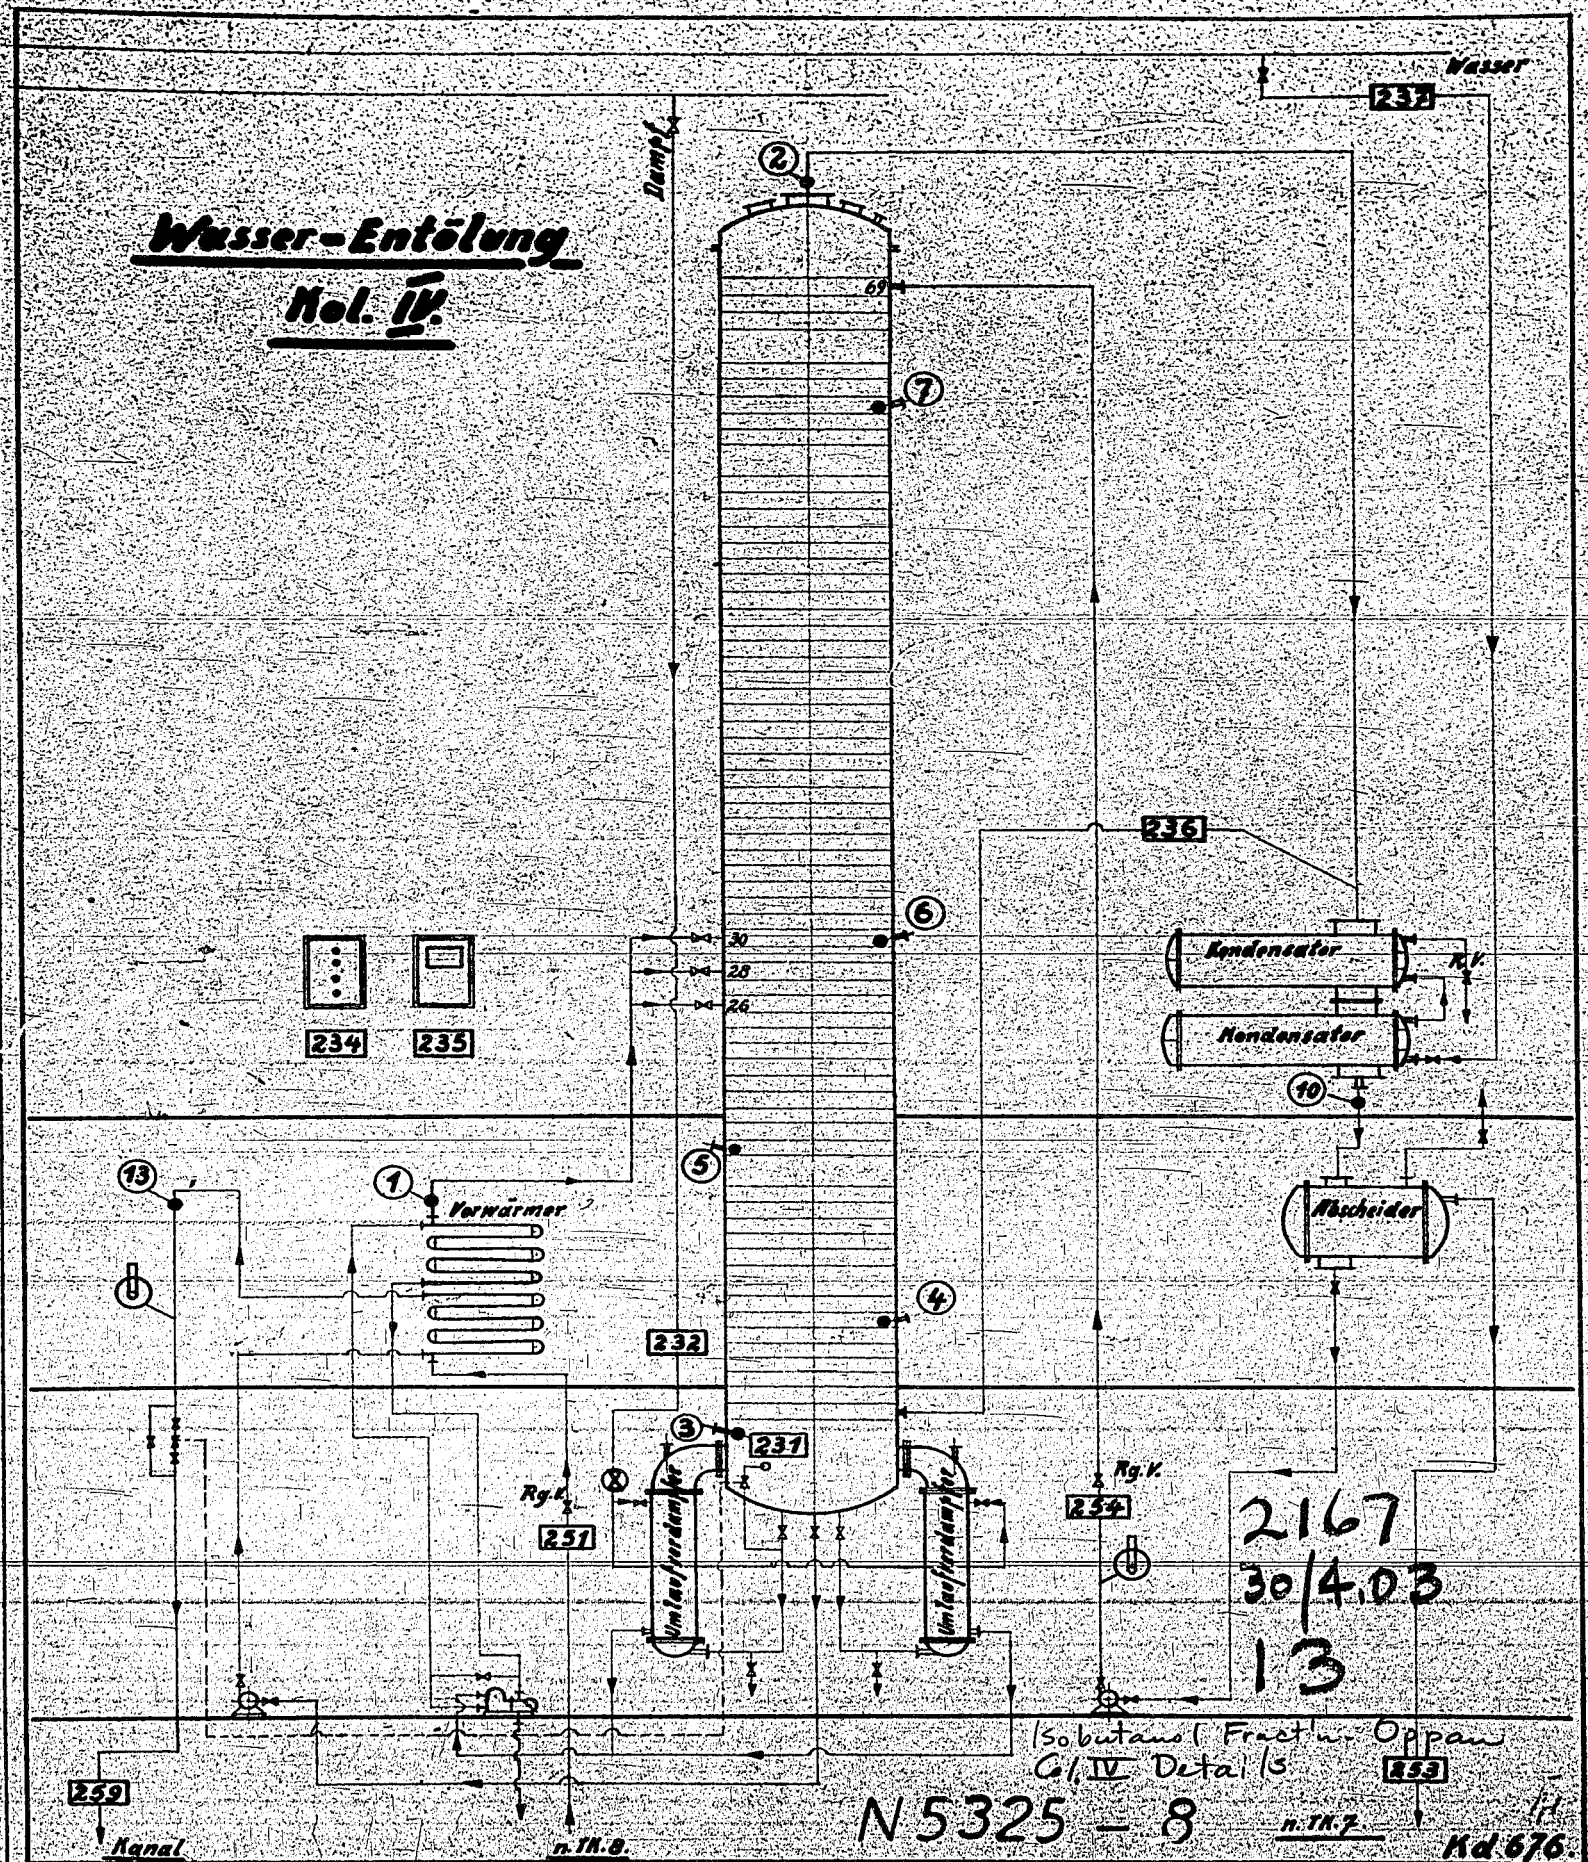 Wasser
237
Dampf
2
Wasser-Entölung
Kol. IV.
69
7
236
6
30
28
26
Kondensator
R.V.
Kondensator
234
235
10
5
13
1
Vorwärmer
Abscheider
4
232
3
231
Rg.V.
251
Umlaufverdampfer
Umlaufverdampfer
Rg.V.
254
2167
30/4.03
13
Isobutanol Fract'n - Oppau
Col. IV Details
259
253
N5325 - 8
Kanal
n.TK.8.
n.TK.7.
Kd 676.